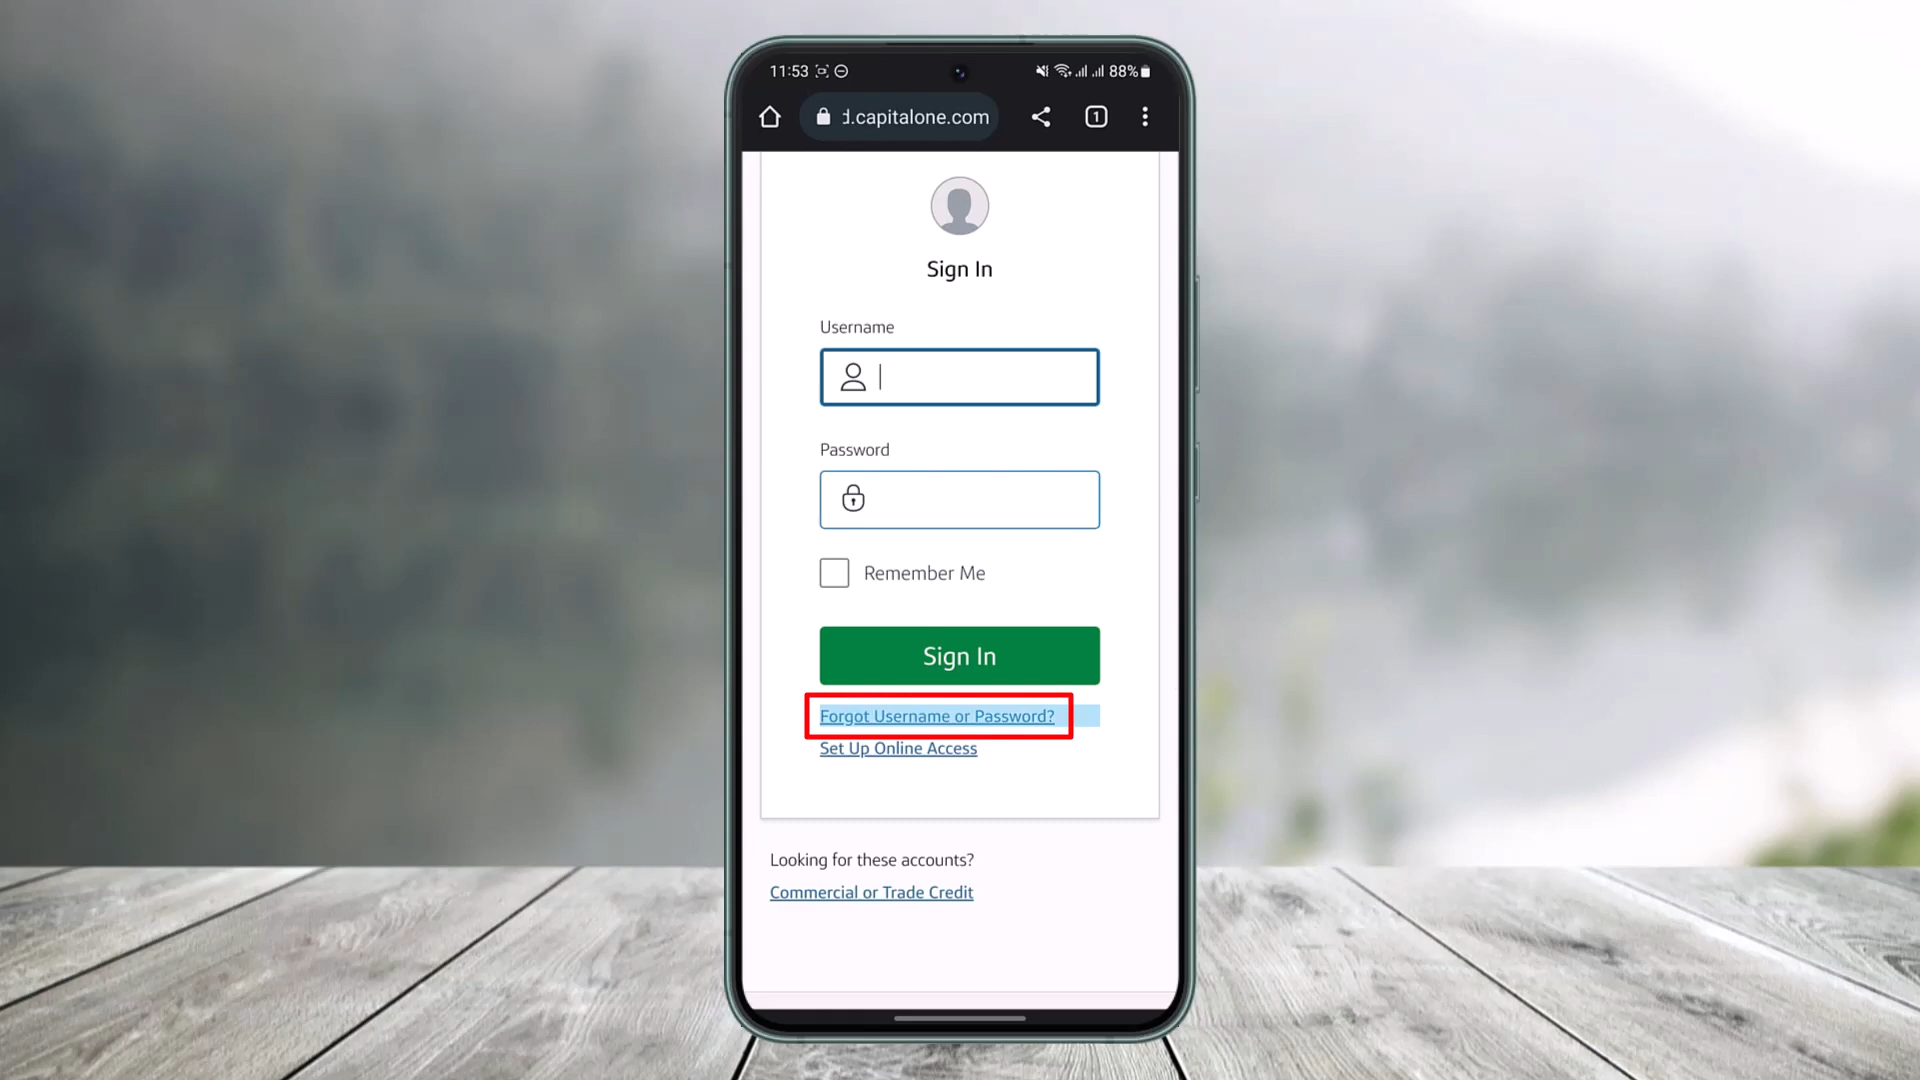 11:53
88%
d.capitalone.com
1
Sign In
Username
Password
Remember Me
Sign In
Forgot Username or Password?
Set Up Online Access
Looking for these accounts?
Commercial or Trade Credit